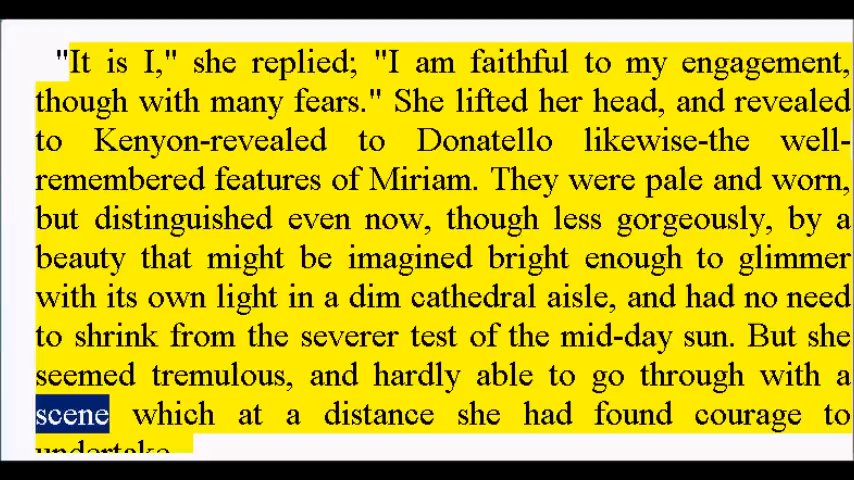 "It is I," she replied; "I am faithful to my engagement,
though with many fears." She lifted her head, and revealed
to Kenyon-revealed to Donatello likewise-the well-
remembered features of Miriam. They were pale and worn,
but distinguished even now, though less gorgeously, by a
beauty that might be imagined bright enough to glimmer
with its own light in a dim cathedral aisle, and had no need
to shrink from the severer test of the mid-day sun. But she
seemed tremulous, and hardly able to go through with a
scene which at a distance she had found courage to
undertake.